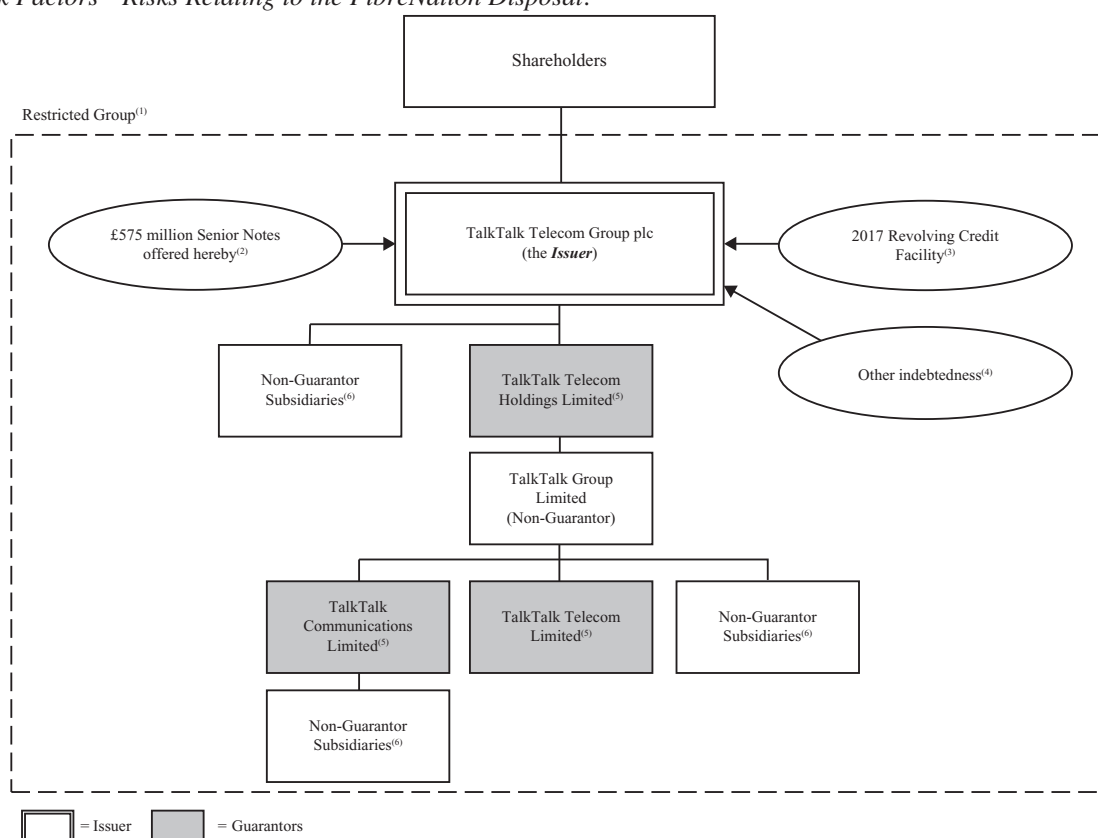 Factors—Risks Relating to the FibreNation Disposal.
Shareholders
Restricted Group(1)
£575 million Senior Notes
offered hereby(2)
TalkTalk Telecom Group plc
(the Issuer)
2017 Revolving Credit
Facility(3)
Other indebtedness(4)
Non-Guarantor
Subsidiaries(6)
TalkTalk Telecom
Holdings Limited(5)
TalkTalk Group
Limited
(Non-Guarantor)
TalkTalk
Communications
Limited(5)
TalkTalk Telecom
Limited(5)
Non-Guarantor
Subsidiaries(6)
Non-Guarantor
Subsidiaries(6)
= Issuer
= Guarantors